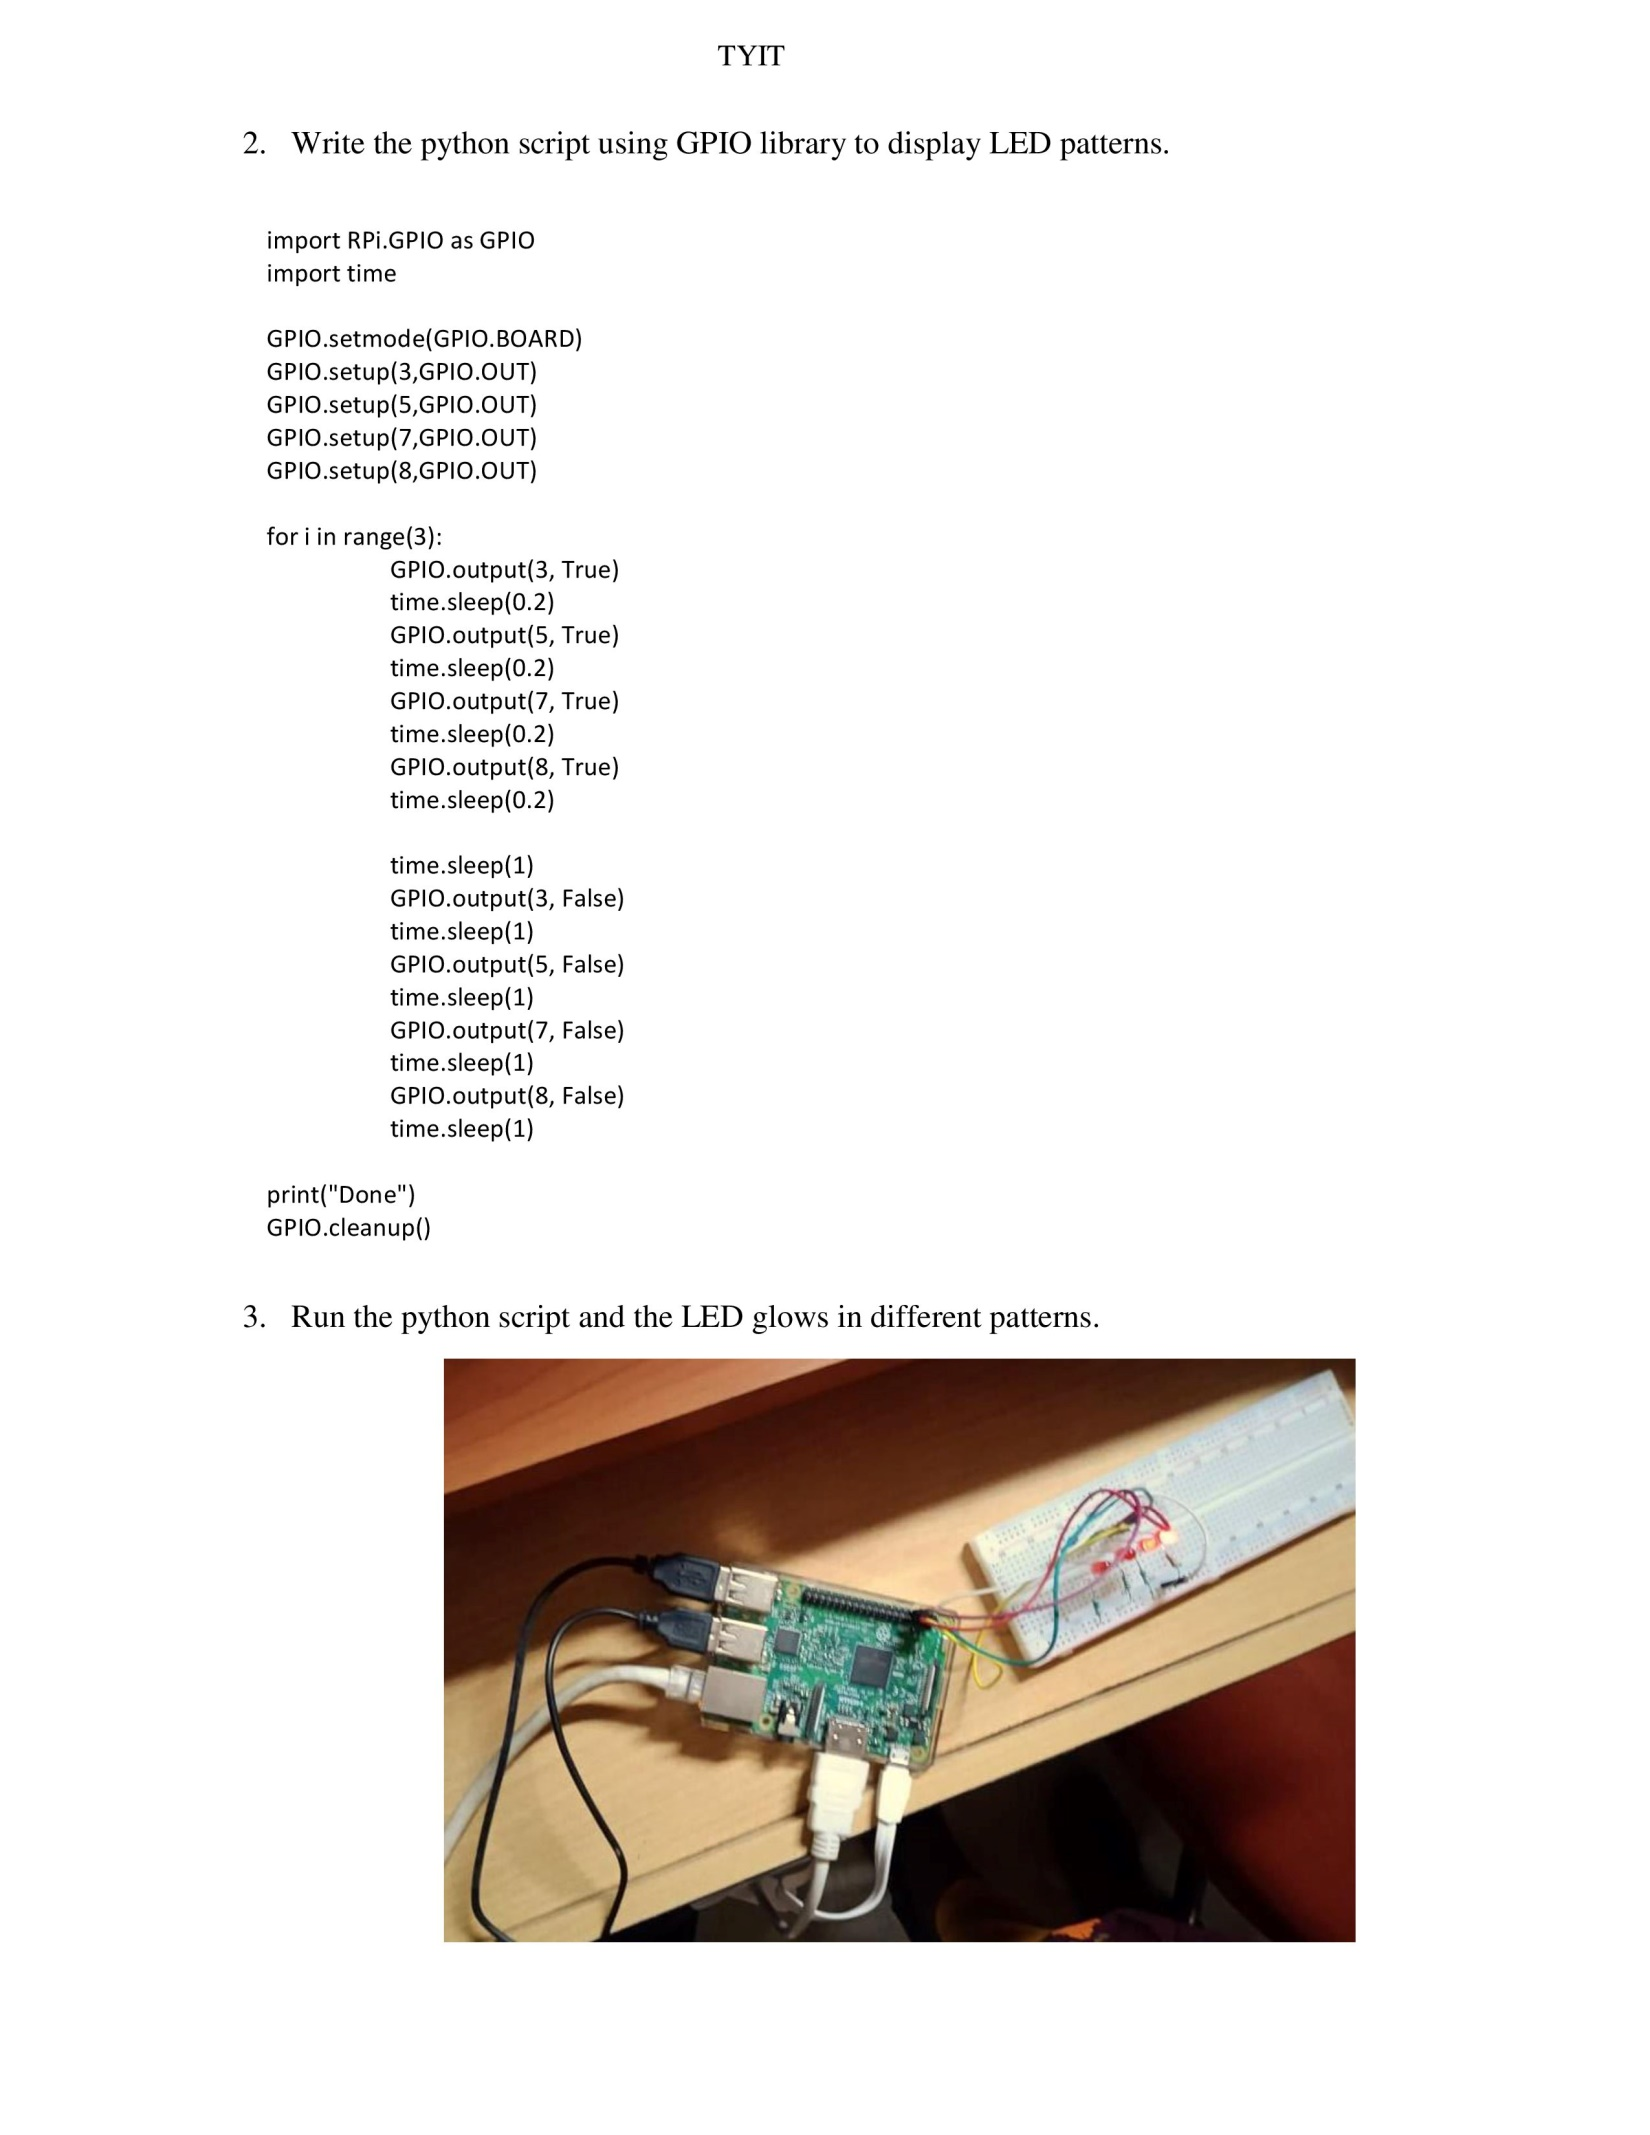 TYIT
2. Write the python script using GPIO library to display LED patterns.
import RPi.GPIO as GPIO
import time
GPIO.setmode(GPIO.BOARD)
GPIO.setup(3,GPIO.OUT)
GPIO.setup(5,GPIO.OUT)
GPIO.setup(7,GPIO.OUT)
GPIO.setup(8,GPIO.OUT)
for i in range(3):
GPIO.output(3, True)
time.sleep(0.2)
GPIO.output(5, True)
time.sleep(0.2)
GPIO.output(7, True)
time.sleep(0.2)
GPIO.output(8, True)
time.sleep(0.2)
time.sleep(1)
GPIO.output(3, False)
time.sleep(1)
GPIO.output(5, False)
time.sleep(1)
GPIO.output(7, False)
time.sleep(1)
GPIO.output(8, False)
time.sleep(1)
print("Done")
GPIO.cleanup()
3. Run the python script and the LED glows in different patterns.